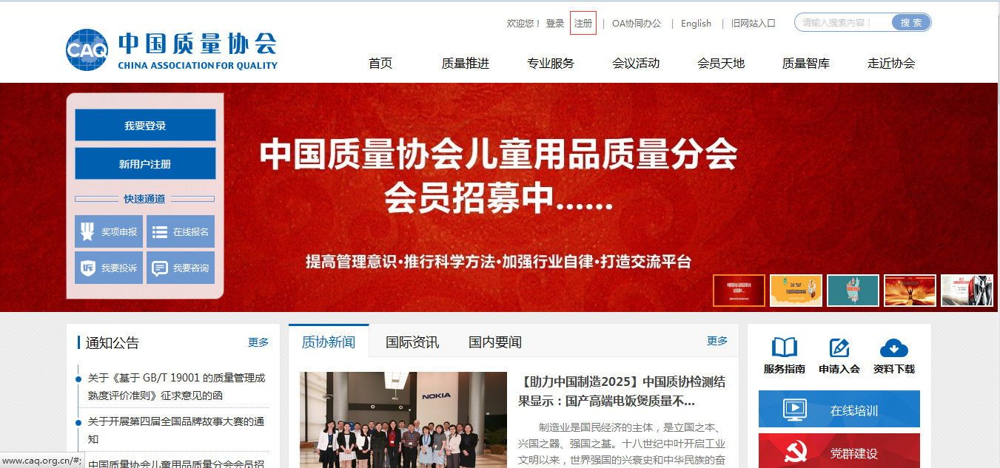 欢迎您！ 登录 注册 | OA协同办公 | English | 旧网站入口
请输入搜索内容！ 搜 索
CAQ
中国质量协会
CHINA ASSOCIATION FOR QUALITY
首页 质量推进 专业服务 会议活动 会员天地 质量智库 走近协会
我要登录
新用户注册
快速通道
奖项申报 在线报名
诉 我要投诉 我要咨询
中国质量协会儿童用品质量分会
会员招募中......
提高管理意识·推行科学方法·加强行业自律·打造交流平台
通知公告 更多
关于《基于 GB/T 19001 的质量管理成
熟度评价准则》征求意见的函
关于开展第四届全国品牌故事大赛的通
知
中国质量协会儿童用品质量分会会员招
质协新闻 国际资讯 国内要闻 更多
NOKIA
【助力中国制造2025】中国质协检测结
果显示：国产高端电饭煲质量不...
制造业是国民经济的主体，是立国之本、
兴国之器、强国之基。十八世纪中叶开启工业
文明以来，世界强国的兴衰史和中华民族的奋
服务指南 申请入会 资料下载
在线培训
党群建设
www.caq.org.cn/#;